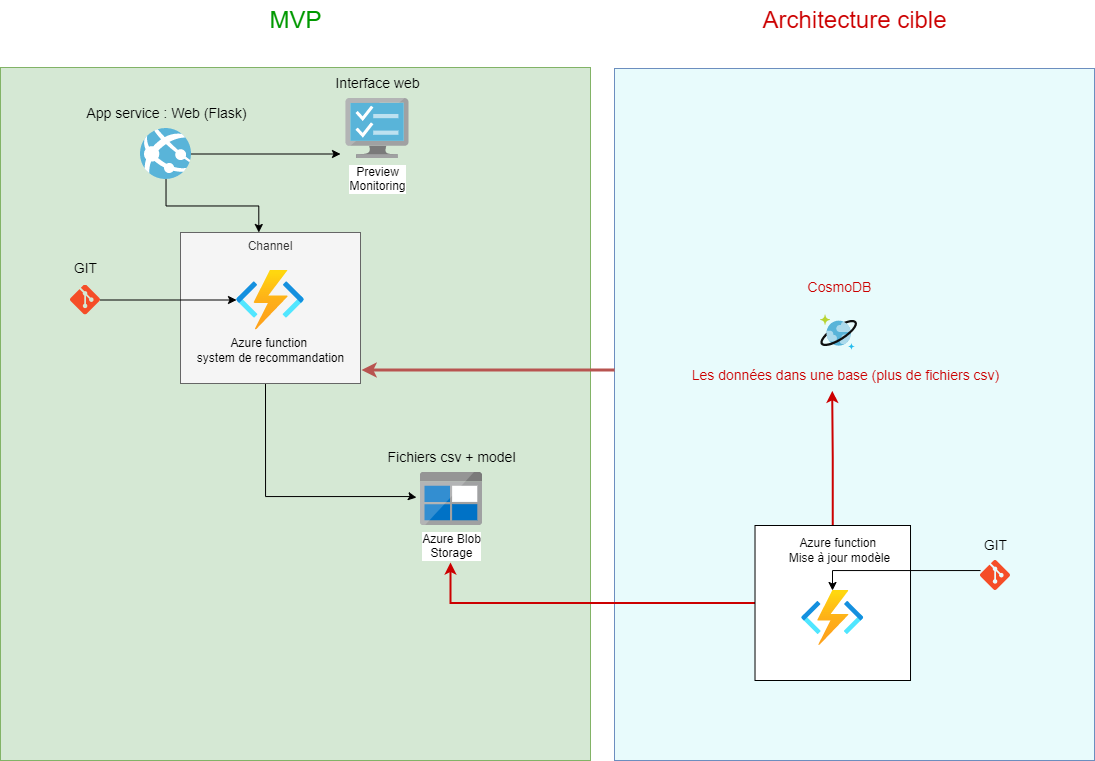 MVP
Architecture cible
Interface web
App service : Web (Flask)
Preview
Monitoring
Channel
GIT
Azure function
system de recommandation
CosmoDB
Les données dans une base (plus de fichiers csv)
Fichiers csv + model
Azure Blob
Storage
Azure function
Mise à jour modèle
GIT